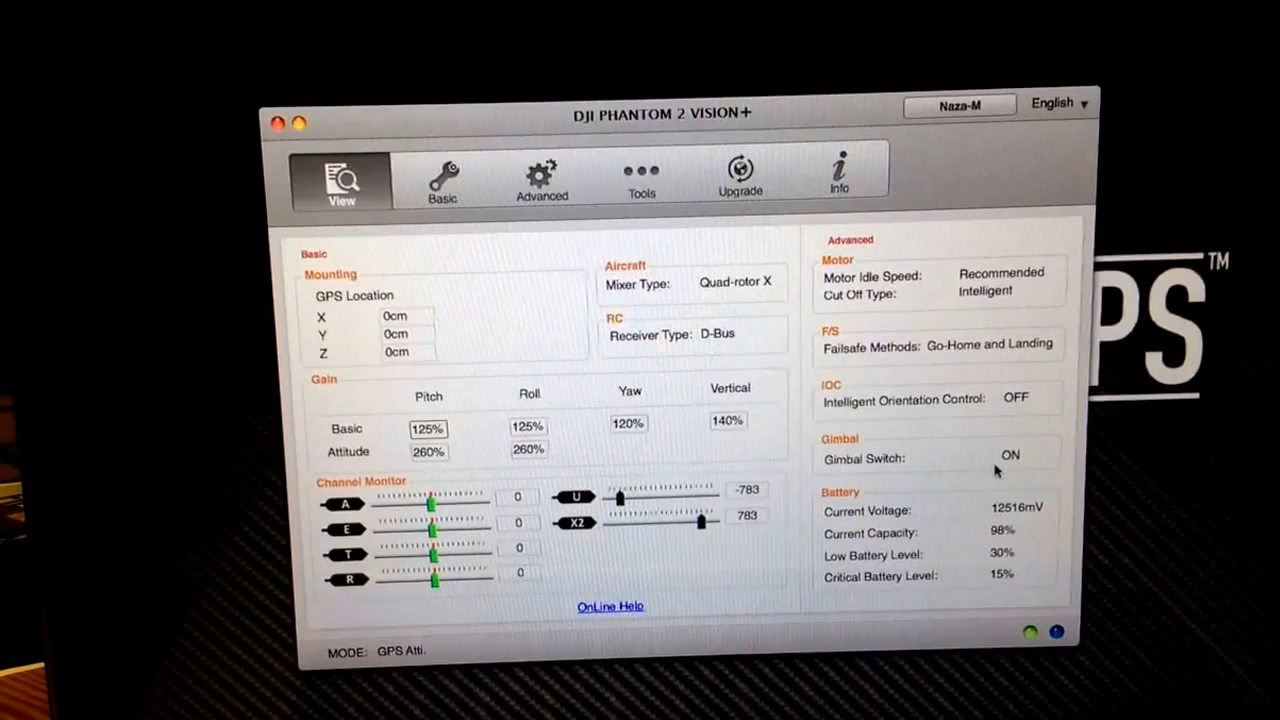 DJI PHANTOM 2 VISION+
Naza-M
English
View
Basic
Advanced
Tools
Upgrade
Info
Basic
Mounting
GPS Location
X 0cm
Y 0cm
Z 0cm
Aircraft
Mixer Type: Quad-rotor X
RC
Receiver Type: D-Bus
Gain
Pitch Roll Yaw Vertical
Basic 125% 125% 120% 140%
Attitude 260% 260%
Channel Monitor
A 0
E 0
T 0
R 0
U -783
X2 783
OnLine Help
Advanced
Motor
Motor Idle Speed: Recommended
Cut Off Type: Intelligent
F/S
Failsafe Methods: Go-Home and Landing
IOC
Intelligent Orientation Control: OFF
Gimbal
Gimbal Switch: ON
Battery
Current Voltage: 12516mV
Current Capacity: 98%
Low Battery Level: 30%
Critical Battery Level: 15%
MODE: GPS Atti.
PS™